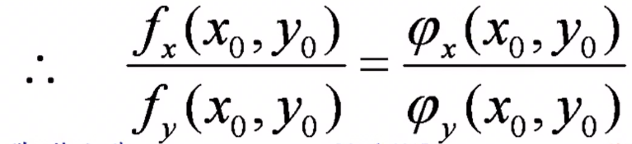 ∴ f_x(x_0, y_0) / f_y(x_0, y_0) = φ_x(x_0, y_0) / φ_y(x_0, y_0)